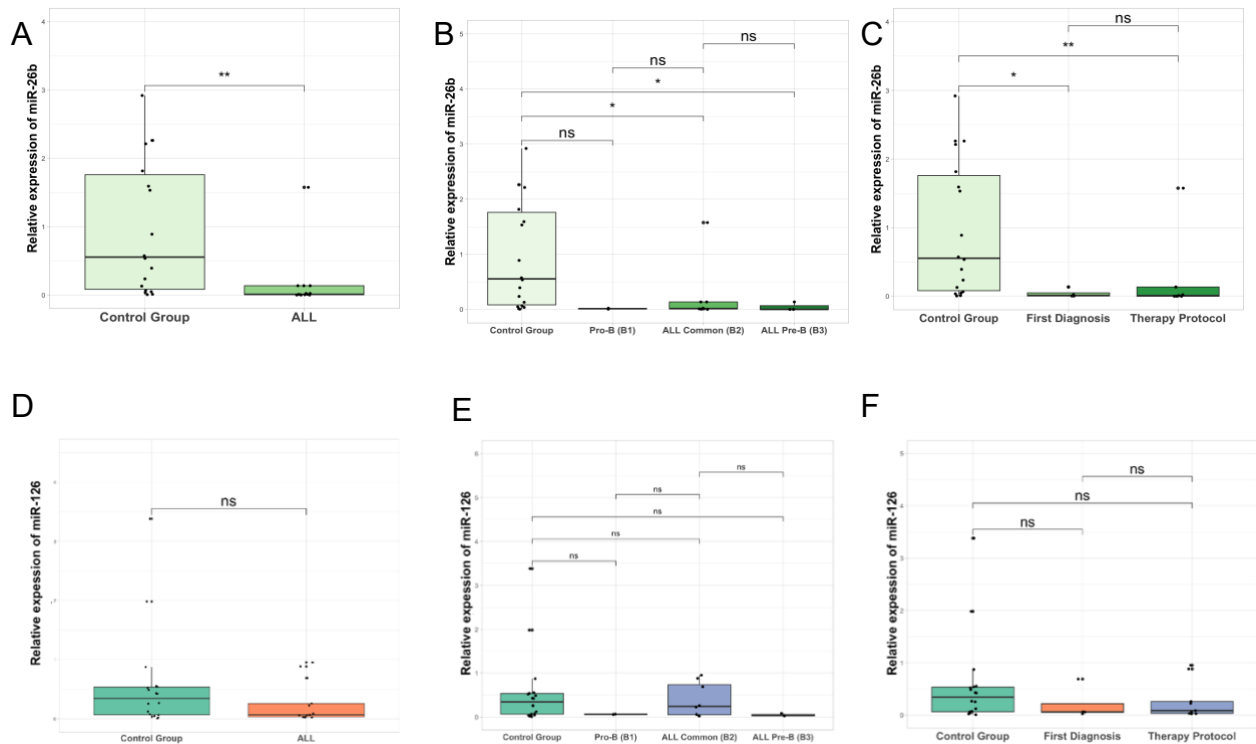 A
Relative expression of miR-26b
4
3
2
1
0
**
Control Group
ALL
B
Relative expression of miR-26b
5
4
3
2
1
0
ns
ns
*
*
ns
Control Group
Pro-B (B1)
ALL Common (B2)
ALL Pre-B (B3)
C
Relative expression of miR-26b
4
3
2
1
0
ns
**
*
Control Group
First Diagnosis
Therapy Protocol
D
Relative expession of miR-126
0
ns
Control Group
ALL
E
Relative expession of miR-126
6
5
4
3
2
1
0
ns
ns
ns
ns
ns
Control Group
Pro-B (B1)
ALL Common (B2)
ALL Pre-B (B3)
F
Relative expession of miR-126
5
4
3
2
1
0
ns
ns
ns
Control Group
First Diagnosis
Therapy Protocol